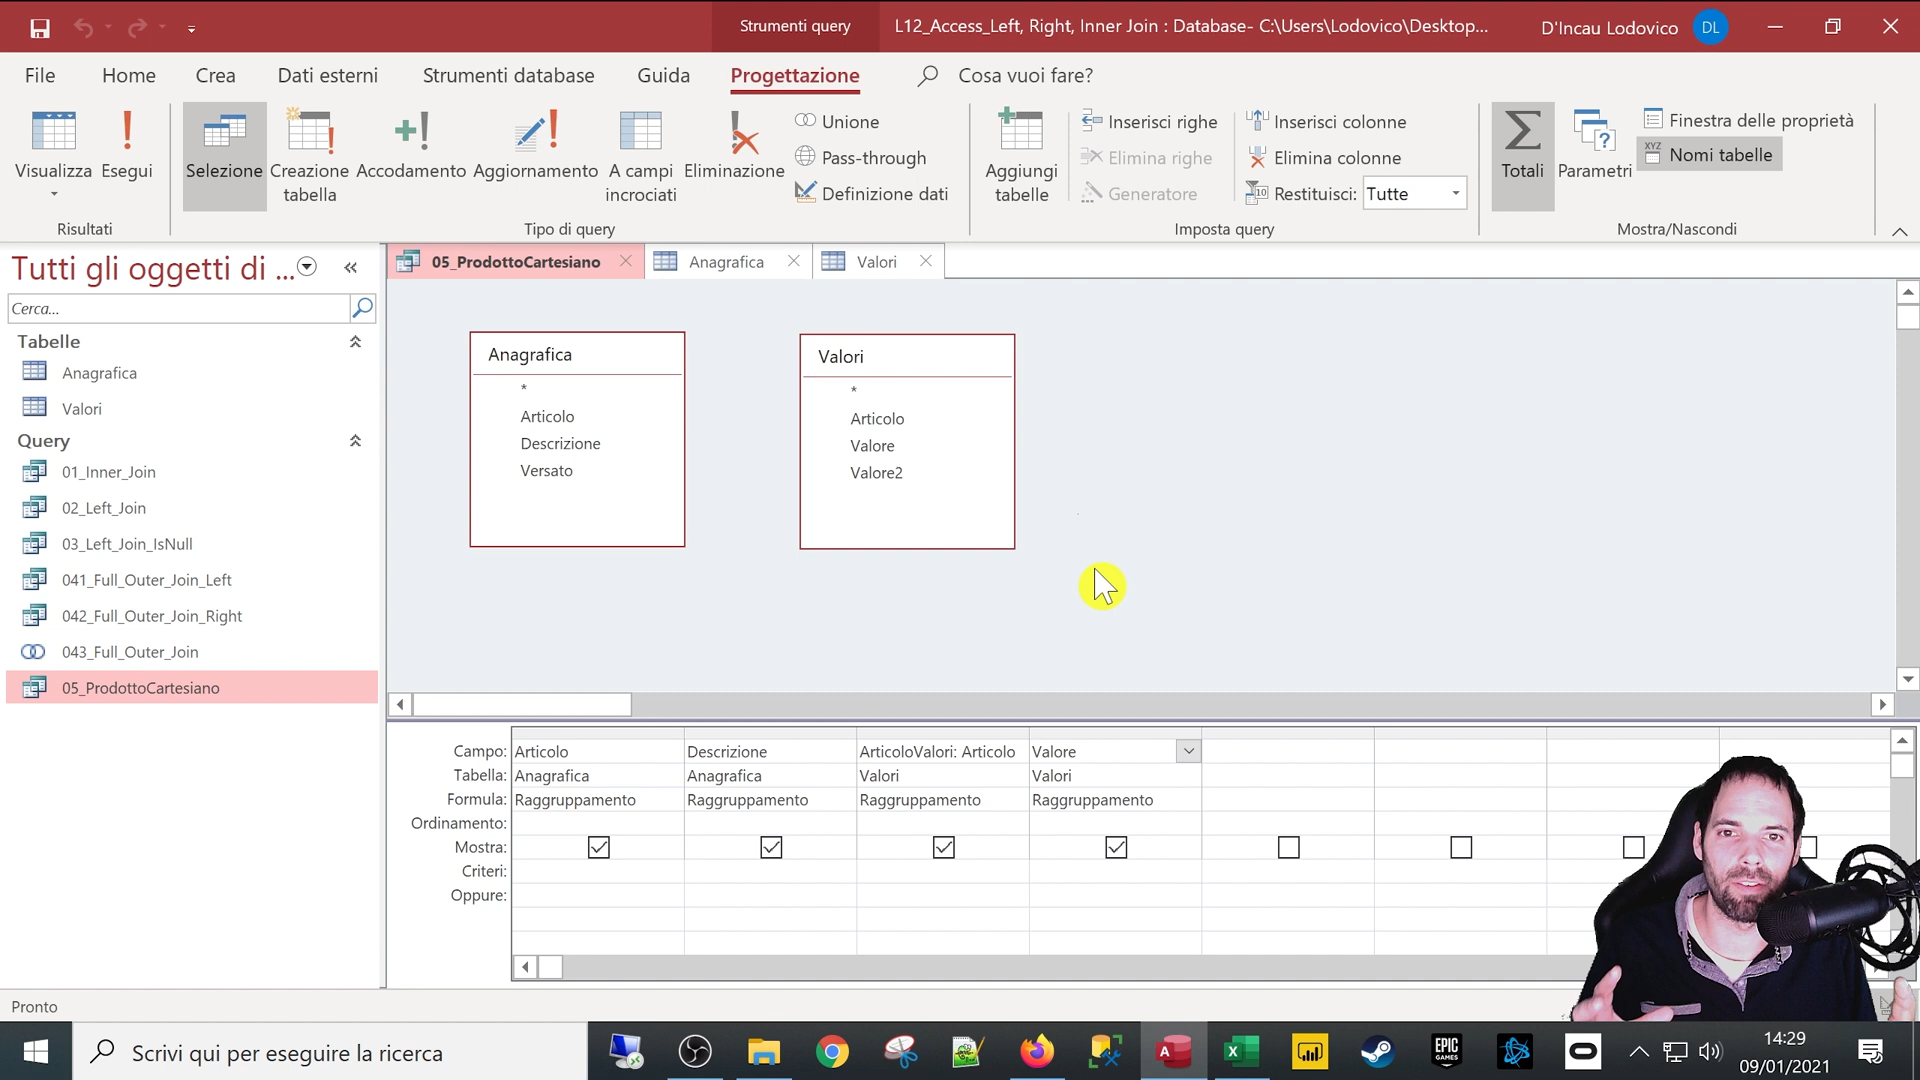 Strumenti query
L12_Access_Left, Right, Inner Join : Database- C:\Users\Lodovico\Desktop...
D'Incau Lodovico
DL
File
Home
Crea
Dati esterni
Strumenti database
Guida
Progettazione
Cosa vuoi fare?
Visualizza
Esegui
Risultati
Selezione
Creazione
tabella
Accodamento
Aggiornamento
A campi
incrociati
Eliminazione
Unione
Pass-through
Definizione dati
Tipo di query
Aggiungi
tabelle
Inserisci righe
Elimina righe
Generatore
Inserisci colonne
Elimina colonne
Restituisci:
Tutte
Imposta query
Totali
Parametri
Finestra delle proprietà
XYZ
Nomi tabelle
Mostra/Nascondi
Tutti gli oggetti di ...
Cerca...
Tabelle
Anagrafica
Valori
Query
01_Inner_Join
02_Left_Join
03_Left_Join_IsNull
041_Full_Outer_Join_Left
042_Full_Outer_Join_Right
043_Full_Outer_Join
05_ProdottoCartesiano
05_ProdottoCartesiano
Anagrafica
Valori
Anagrafica
*
Articolo
Descrizione
Versato
Valori
*
Articolo
Valore
Valore2
Campo: Articolo Descrizione ArticoloValori: Articolo Valore
Tabella: Anagrafica Anagrafica Valori Valori
Formula: Raggruppamento Raggruppamento Raggruppamento Raggruppamento
Ordinamento:
Mostra:
Criteri:
Oppure:
Pronto
Scrivi qui per eseguire la ricerca
EPIC
GAMES
14:29
09/01/2021